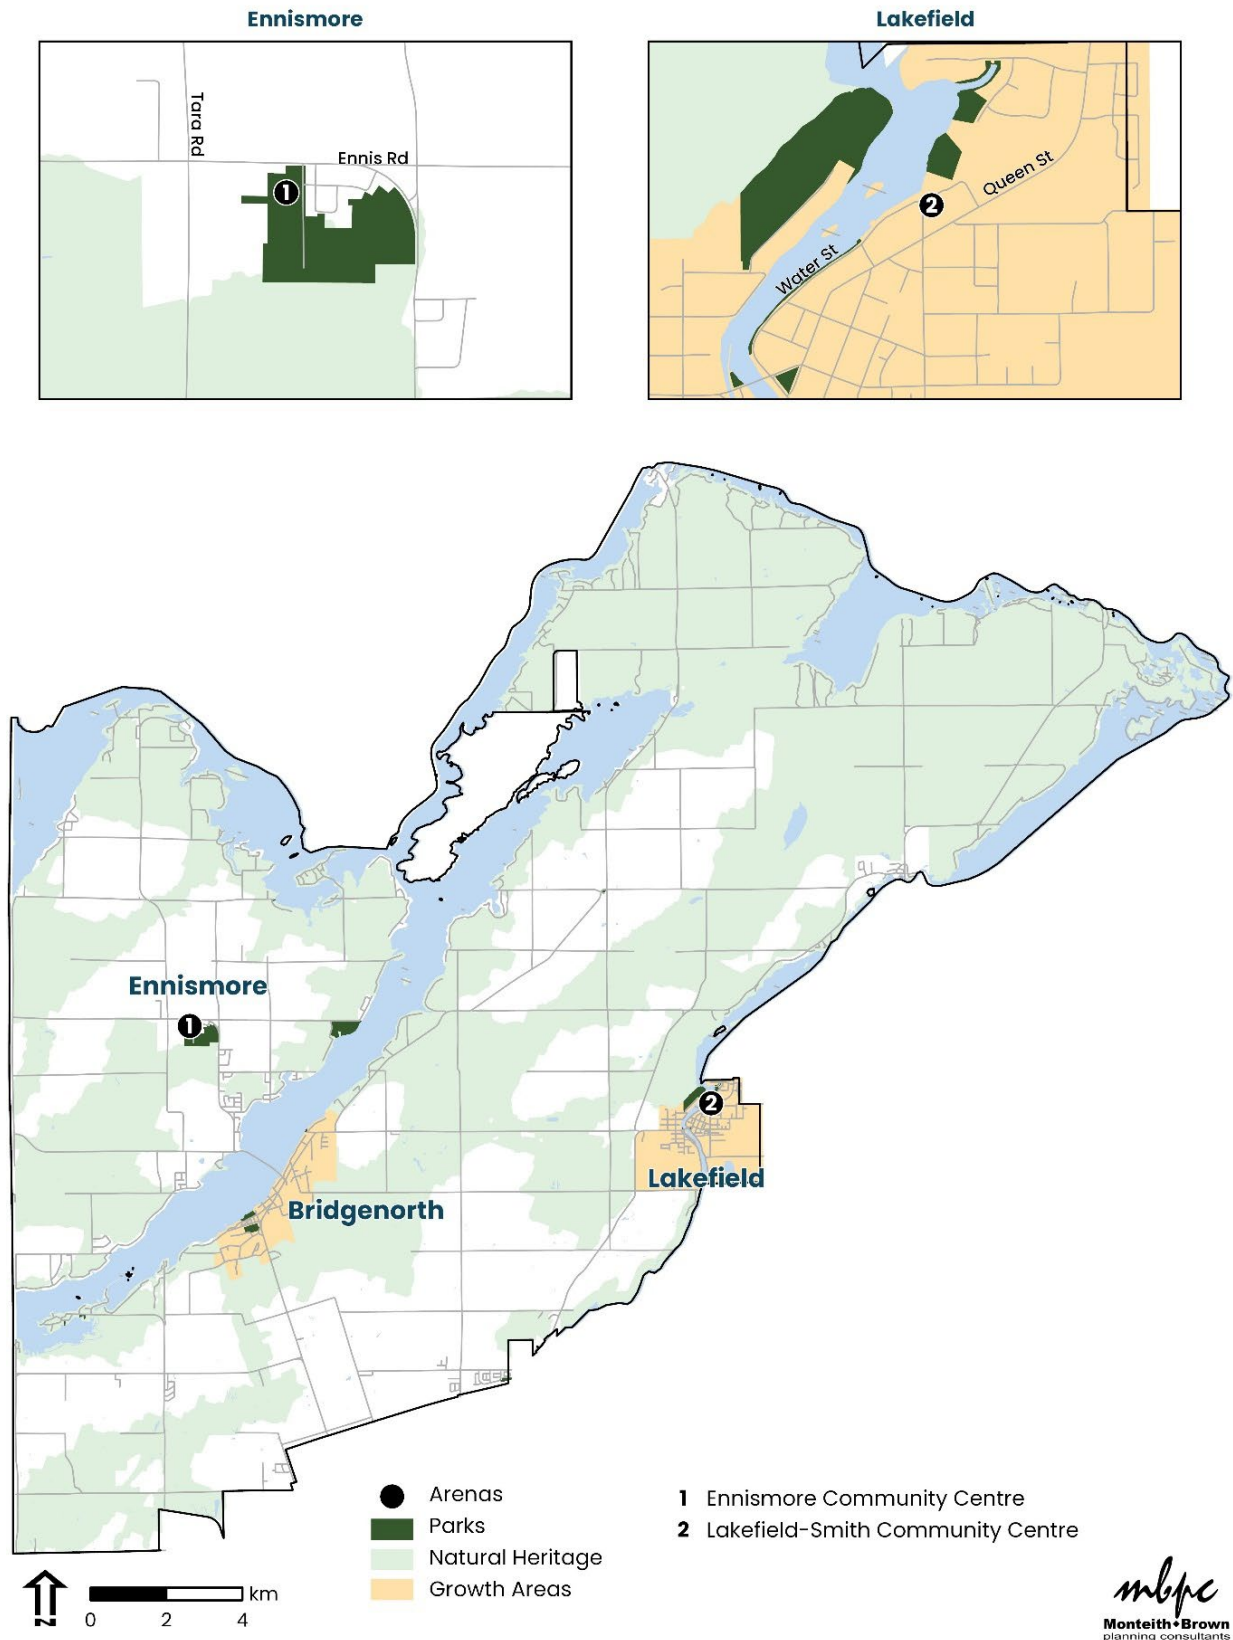 Ennismore
Lakefield
Tara Rd
Ennis Rd
1
2
Queen St
Water St
Ennismore
1
2
Lakefield
Bridgenorth
Arenas
Parks
Natural Heritage
Growth Areas
1 Ennismore Community Centre
2 Lakefield-Smith Community Centre
N
km
0 2 4
mbpc
Monteith♦Brown
planning consultants